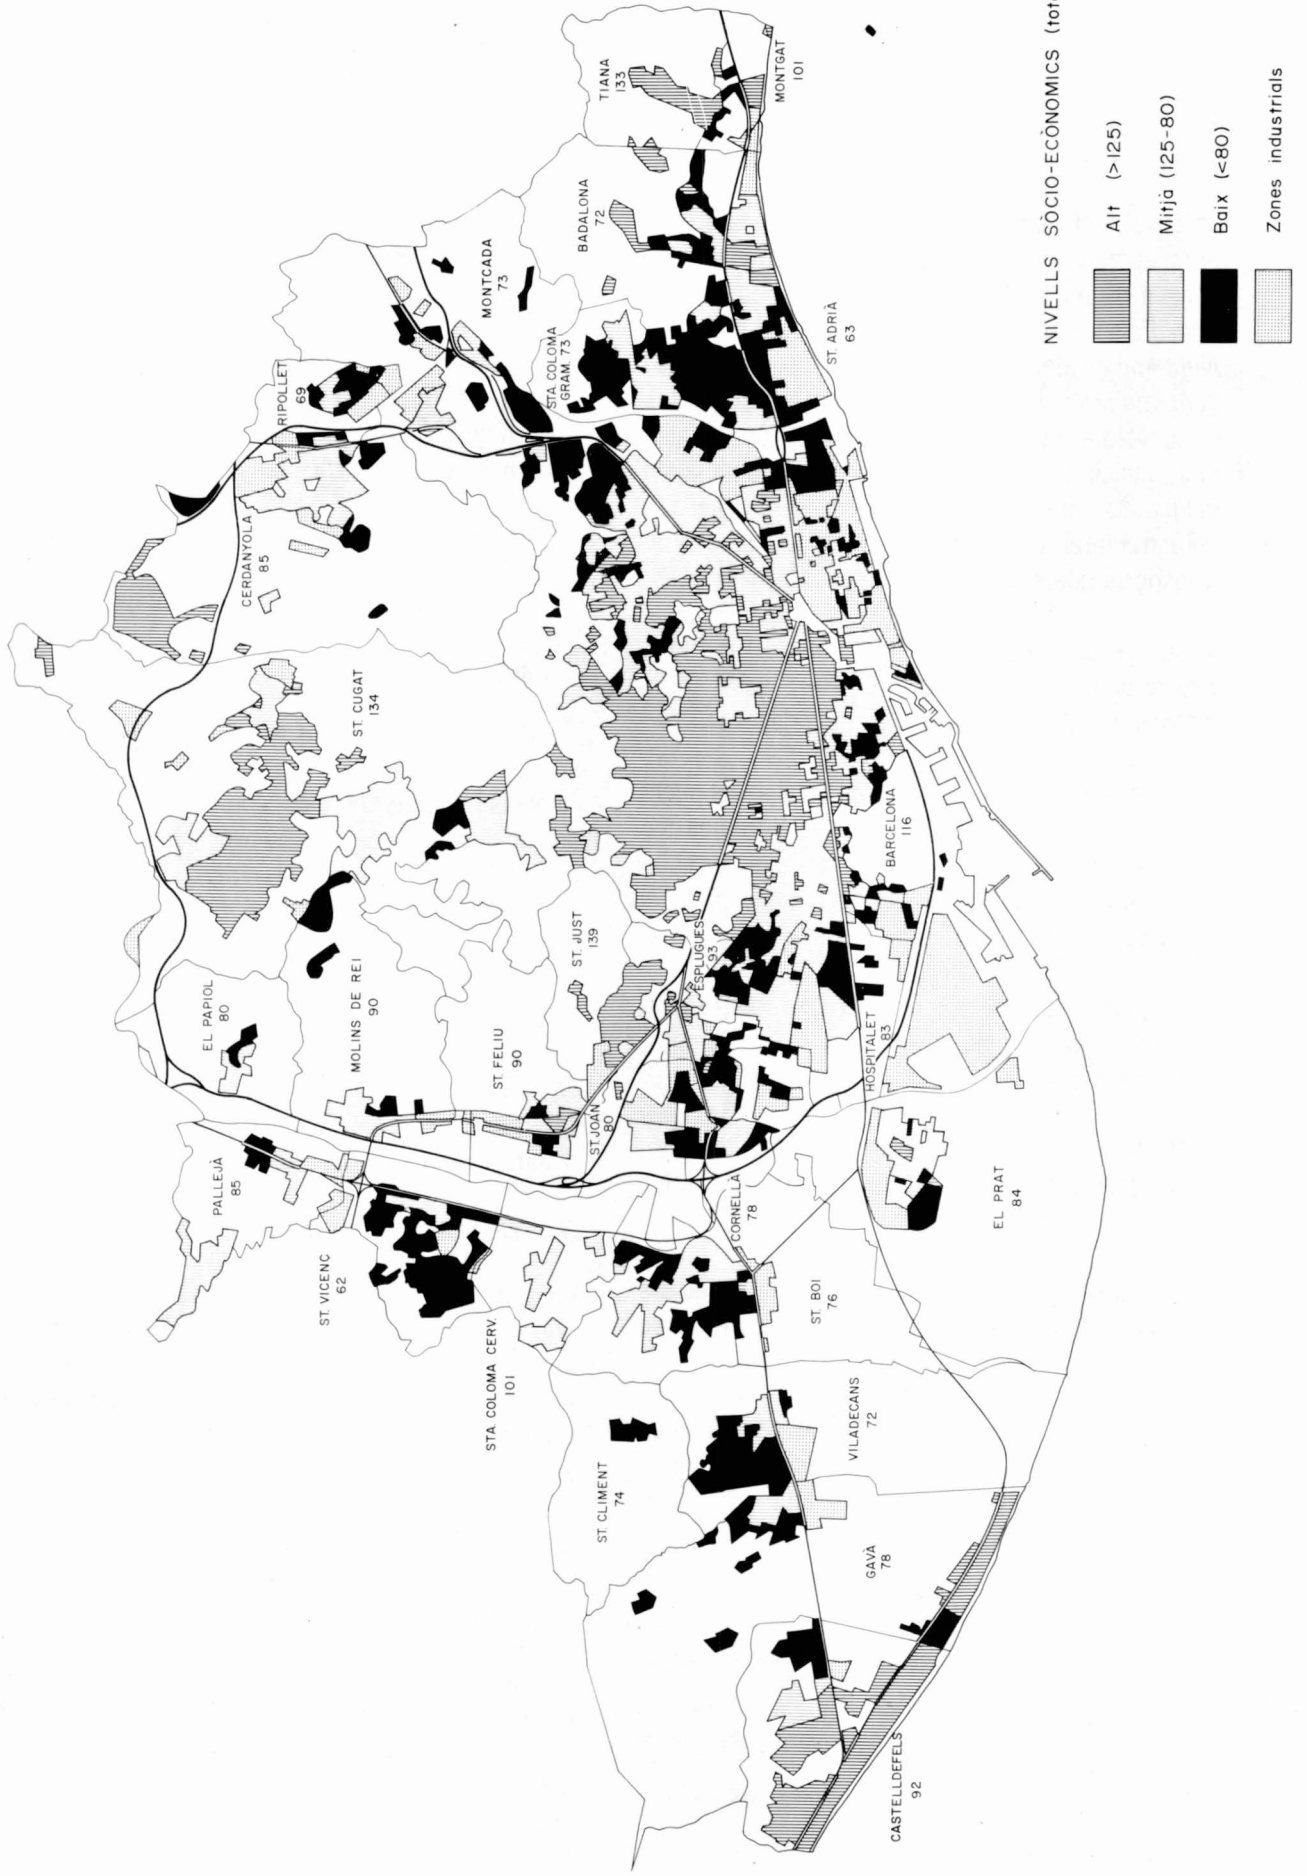 TIANA
133
MONTGAT
101
BADALONA
72
MONTCADA
73
STA. COLOMA
GRAM. 73
ST. ADRIÀ
63
RIPOLLET
69
CERDANYOLA
85
ST. CUGAT
134
BARCELONA
116
ST. JUST
139
ESPLUGUES
93
EL PAPIOL
80
MOLINS DE REI
90
ST. FELIU
90
ST. JOAN
80
HOSPITALET
83
PALLEJÀ
85
ST. VICENC
62
CORNELLÀ
78
EL PRAT
84
STA. COLOMA CERV.
101
ST. BOI
76
ST. CLIMENT
74
VILADECANS
72
GAVÀ
78
CASTELLDEFELS
92
NIVELLS SÒCIO-ECÒNOMICS
Alt (>125)
Mitjà (125-80)
Baix (<80)
Zones industrials